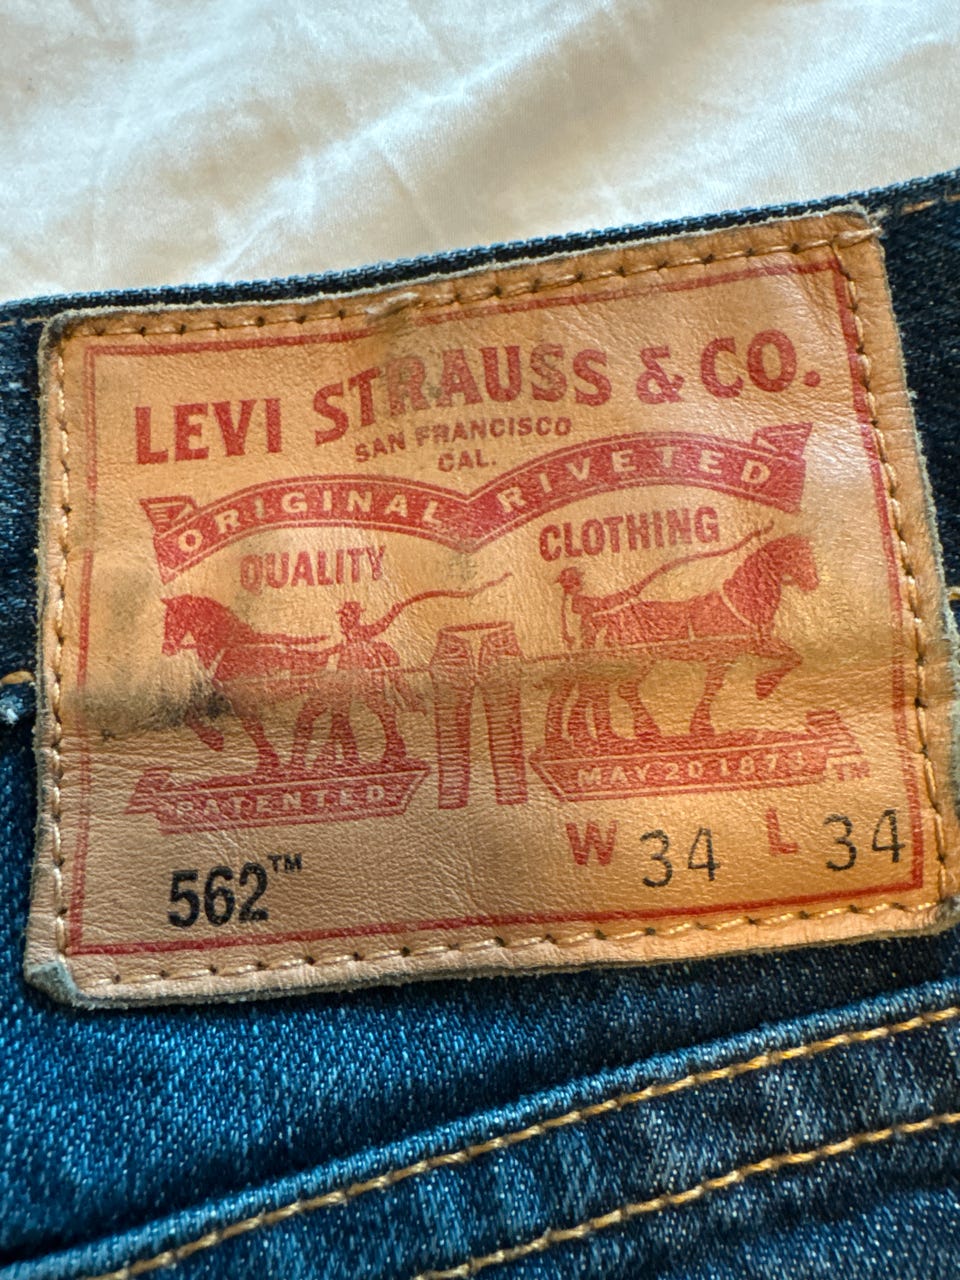 LEVI STRAUSS & CO.
SAN FRANCISCO
CAL.
ORIGINAL RIVETED
QUALITY CLOTHING
PATENTED
MAY 20 1873 TM
W 34 L 34
562™